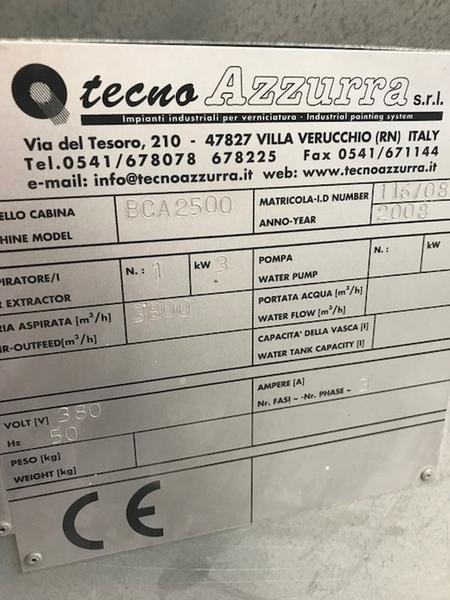 tecno Azzurra s.r.l.
Impianti industriali per verniciatura - Industrial painting system
Via del Tesoro, 210 - 47827 VILLA VERUCCHIO (RN) ITALY
Tel.0541/678078 678225 Fax 0541/671144
e-mail: info@tecnoazzurra.it web: www.tecnoazzurra.it
ELLO CABINA BCA2500 MATRICOLA-I.D NUMBER 116/08
HINE MODEL ANNO-YEAR 2008
PIRATORE/I N.: 1 kW 3 POMPA N.: kW
R EXTRACTOR WATER PUMP
RIA ASPIRATA [m³/h] 3800 PORTATA ACQUA [m³/h]
IR-OUTFEED[m³/h] WATER FLOW [m³/h]
CAPACITA' DELLA VASCA [l]
WATER TANK CAPACITY [l]
VOLT [V] 380 AMPERE [A]
Hz 50 Nr. FASI ~ -Nr. PHASE ~ 3
PESO [kg]
WEIGHT [kg]
CE